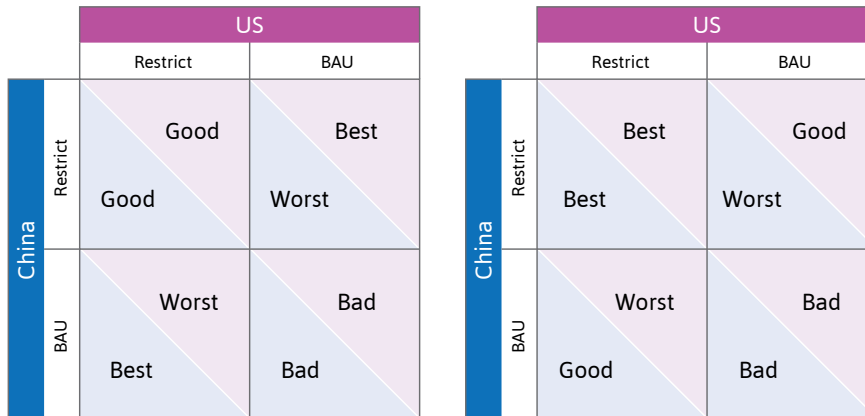 US US
Restrict BAU Restrict BAU
China China
Restrict Good Best Restrict Best Good
Good Worst Best Worst
BAU Worst Bad BAU Worst Bad
Best Bad Good Bad